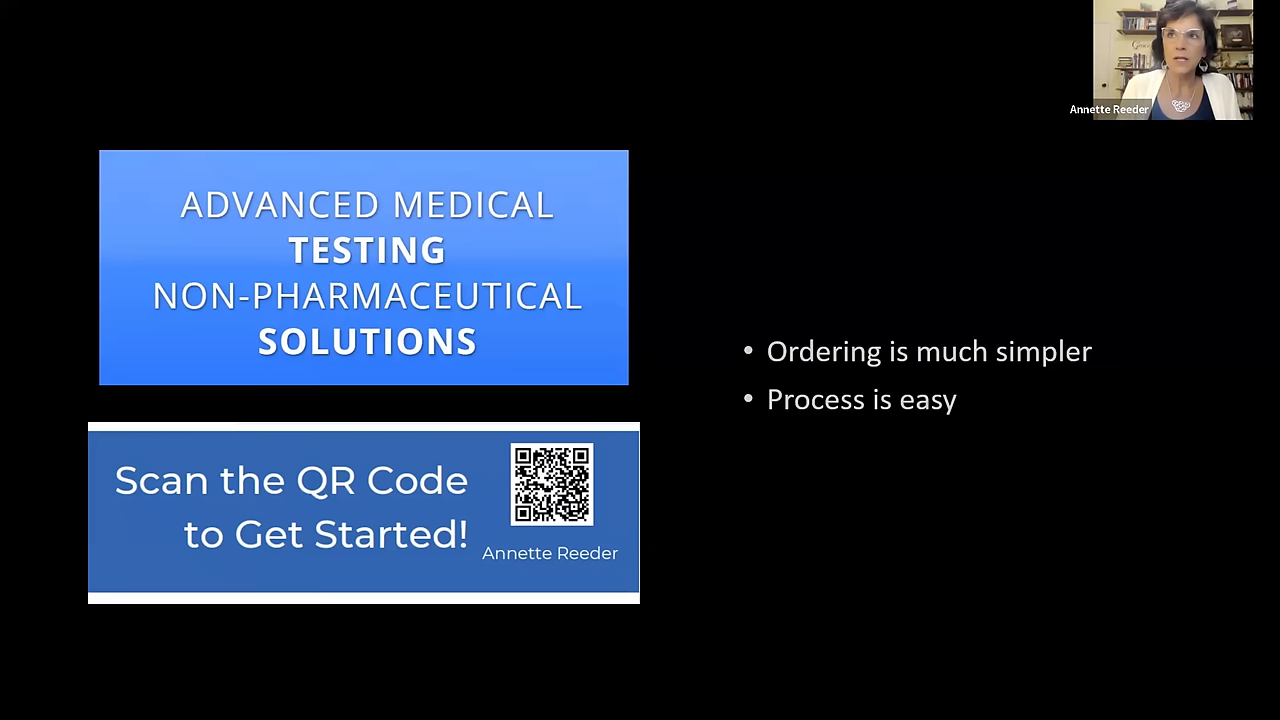 Annette Reeder
ADVANCED MEDICAL
TESTING
NON-PHARMACEUTICAL
SOLUTIONS
• Ordering is much simpler
• Process is easy
Scan the QR Code
to Get Started!
Annette Reeder